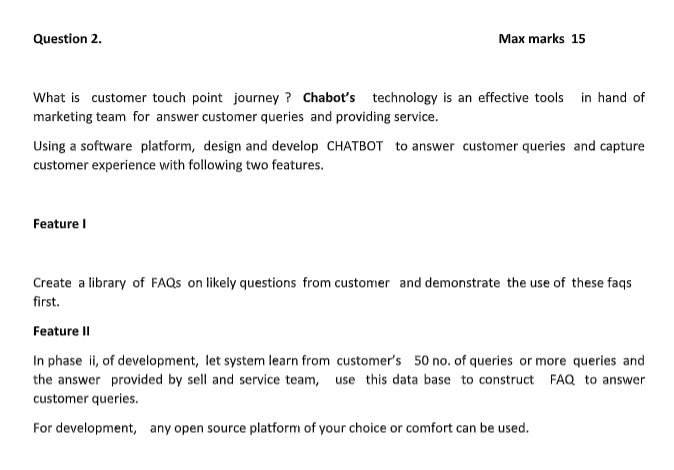 Question 2. Max marks 15
What is customer touch point journey ? Chabot's technology is an effective tools in hand of
marketing team for answer customer queries and providing service.
Using a software platform, design and develop CHATBOT to answer customer queries and capture
customer experience with following two features.
Feature I
Create a library of FAQs on likely questions from customer and demonstrate the use of these faqs
first.
Feature II
In phase ii, of development, let system learn from customer's 50 no. of queries or more queries and
the answer provided by sell and service team, use this data base to construct FAQ to answer
customer queries.
For development, any open source platform of your choice or comfort can be used.